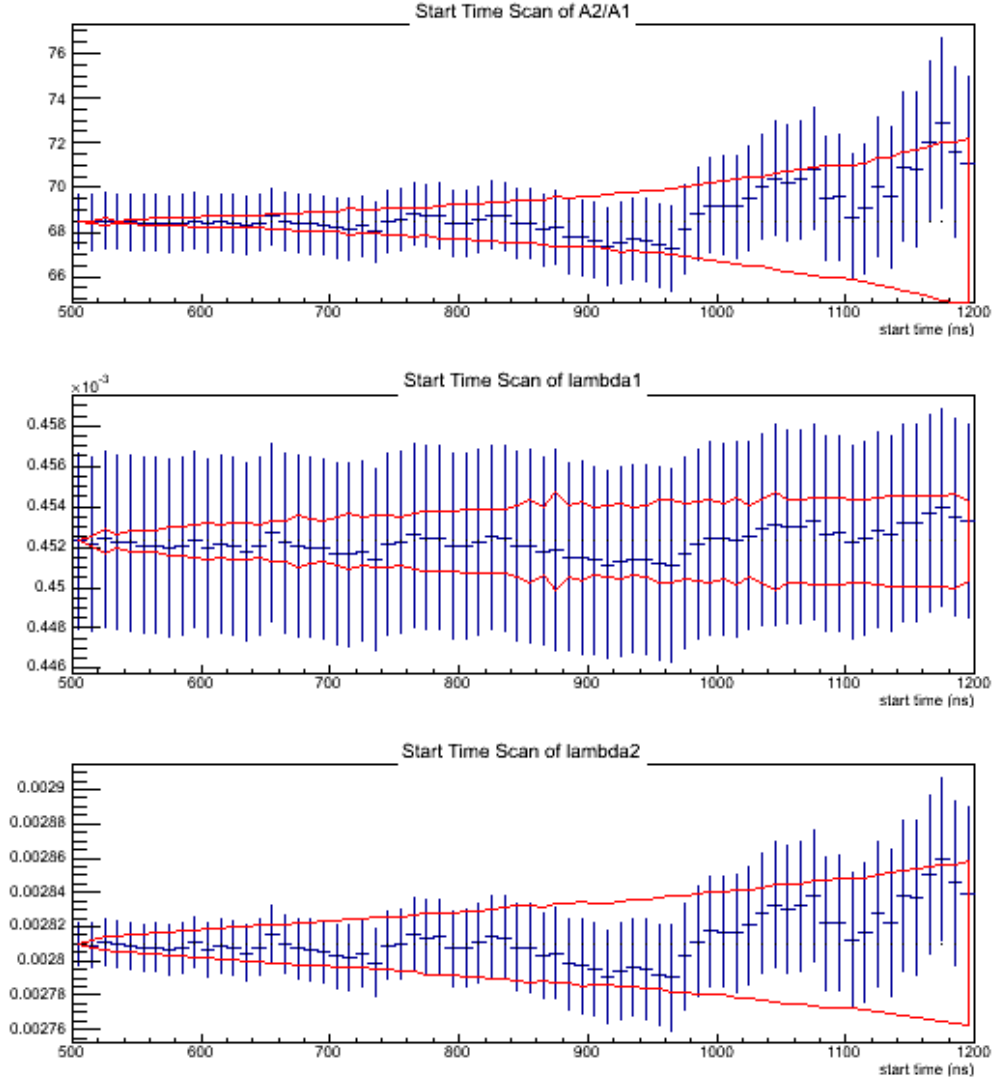 Start Time Scan of A2/A1
76
74
72
70
68
66
500 600 700 800 900 1000 1100 1200
start time (ns)
Start Time Scan of lambda1
×10⁻³
0.458
0.456
0.454
0.452
0.45
0.448
0.446
500 600 700 800 900 1000 1100 1200
start time (ns)
Start Time Scan of lambda2
0.0029
0.00288
0.00286
0.00284
0.00282
0.0028
0.00278
0.00276
500 600 700 800 900 1000 1100 1200
start time (ns)